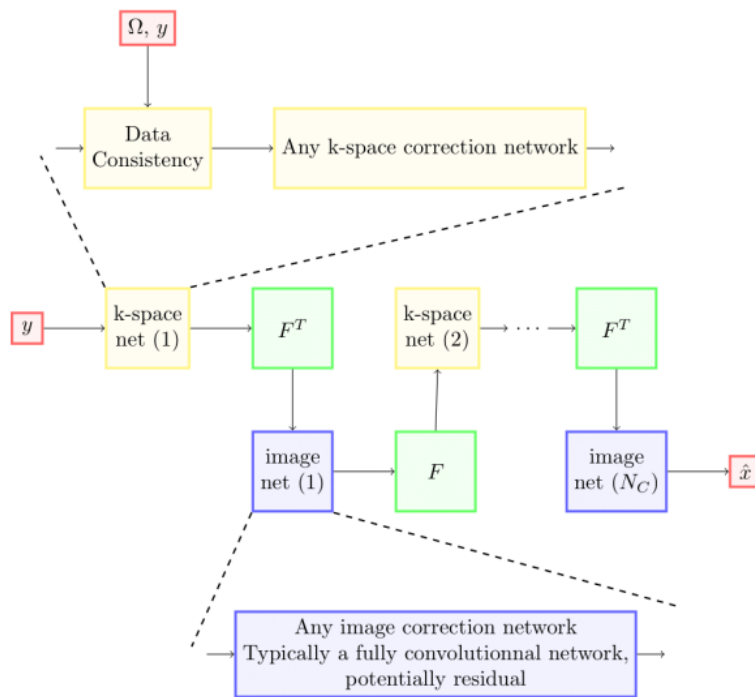 Ω, y
Data
Consistency
Any k-space correction network
y
k-space
net (1)
F^T
k-space
net (2)
···
F^T
image
net (1)
F
image
net (N_C)
x̂
Any image correction network
Typically a fully convolutionnal network,
potentially residual